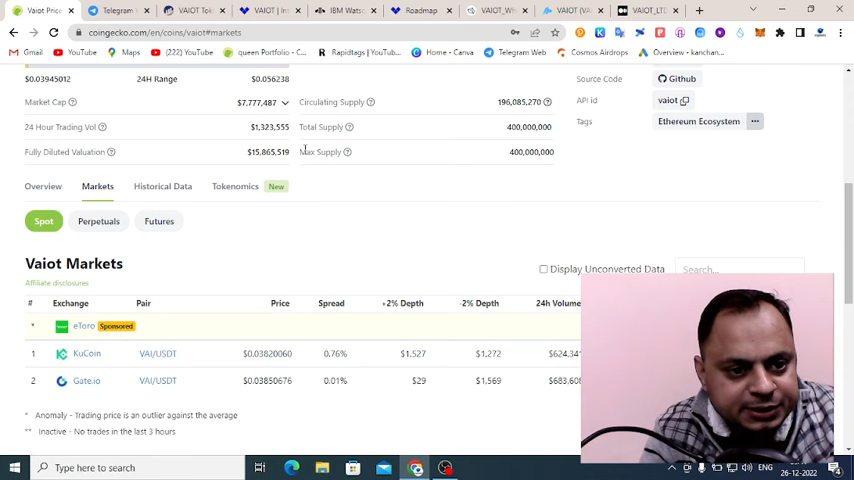 Vaiot Price
Telegram
VAIOT Tok
VAIOT | Int
IBM Watso
Roadmap
VAIOT_Wh
VAIOT (VA
VAIOT_LTD
coingecko.com/en/coins/vaiot#markets
YouTube
Maps
(222) YouTube
queen Portfolio - C...
Rapidtags | YouTub...
Home - Canva
Telegram Web
Cosmos Airdrops
Overview - kanchan...
$0.03945012 24H Range $0.056238
Source Code Github
Market Cap $7,777,487 Circulating Supply 196,085,270
API id vaiot
24 Hour Trading Vol $1,323,555 Total Supply 400,000,000
Tags Ethereum Ecosystem
Fully Diluted Valuation $15,865,519 Max Supply 400,000,000
Overview Markets Historical Data Tokenomics New
Spot Perpetuals Futures
Vaiot Markets
Display Unconverted Data
Search...
Affiliate disclosures
# Exchange Pair Price Spread +2% Depth -2% Depth 24h Volume
* eToro Sponsored
1 KuCoin VAI/USDT $0.03820060 0.76% $1,527 $1,272 $624,341
2 Gate.io VAI/USDT $0.03850676 0.01% $29 $1,569 $683,608
* Anomaly - Trading price is an outlier against the average
** Inactive - No trades in the last 3 hours
Type here to search
ENG
26-12-2022